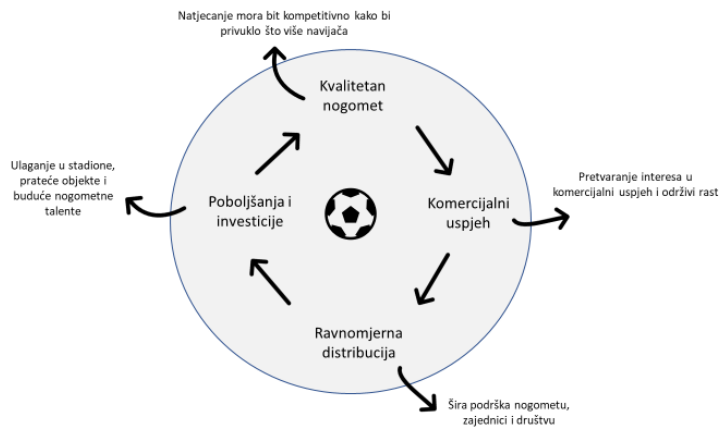 Natjecanje mora bit kompetitivno kako bi
privuklo što više navijača
Kvalitetan
nogomet
Ulaganje u stadione,
prateće objekte i
buduće nogometne
talente
Poboljšanja i
investicije
Komercijalni
uspjeh
Pretvaranje interesa u
komercijalni uspjeh i održivi rast
Ravnomjerna
distribucija
Šira podrška nogometu,
zajednici i društvu